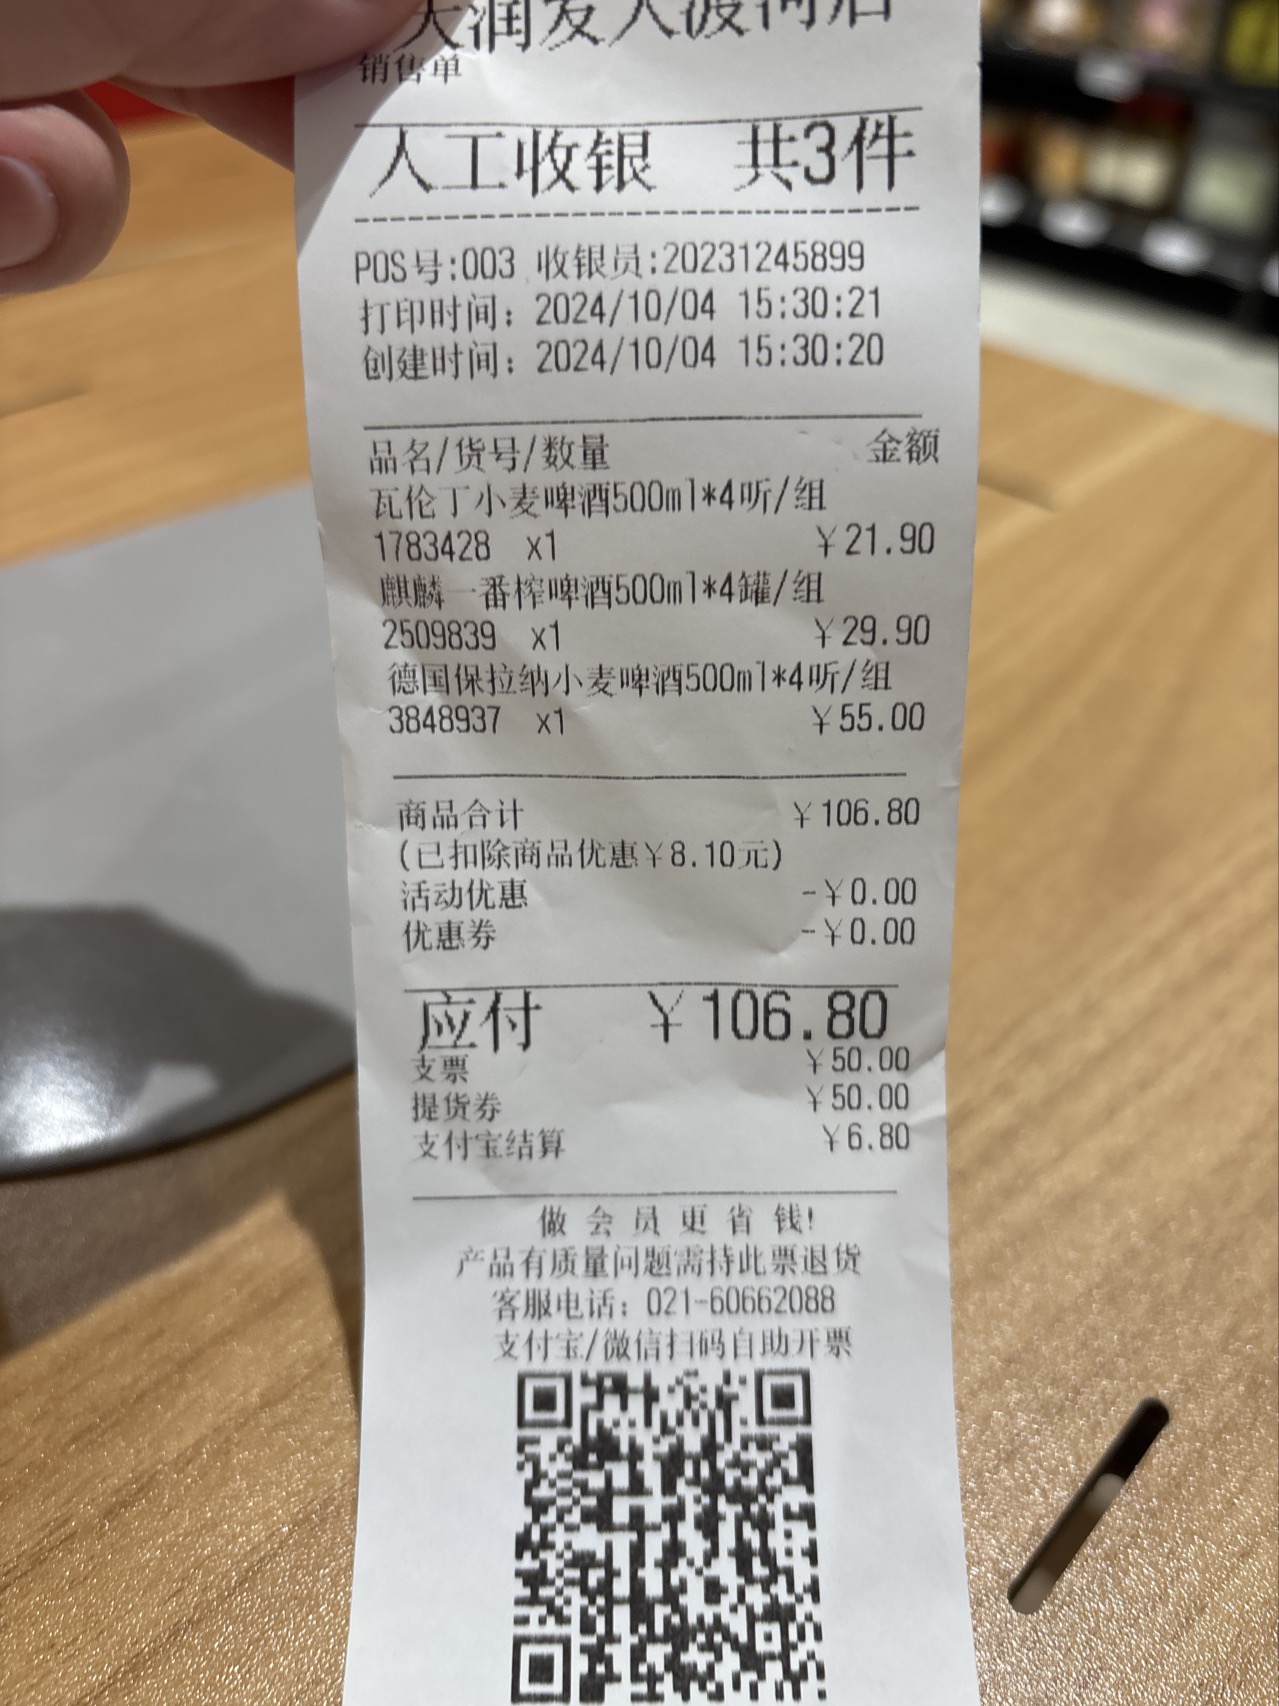 大润发大渡河店
销售单
人工收银 共3件
POS号:003 收银员:20231245899
打印时间: 2024/10/04 15:30:21
创建时间: 2024/10/04 15:30:20
品名/货号/数量 金额
瓦伦丁小麦啤酒500ml*4听/组
1783428 x1 ¥21.90
麒麟一番榨啤酒500ml*4罐/组
2509839 x1 ¥29.90
德国保拉纳小麦啤酒500ml*4听/组
3848937 x1 ¥55.00
商品合计 ¥106.80
(已扣除商品优惠¥8.10元)
活动优惠 -¥0.00
优惠券 -¥0.00
应付 ¥106.80
支票 ¥50.00
提货券 ¥50.00
支付宝结算 ¥6.80
做会员更省钱!
产品有质量问题需持此票退货
客服电话: 021-60662088
支付宝/微信扫码自助开票